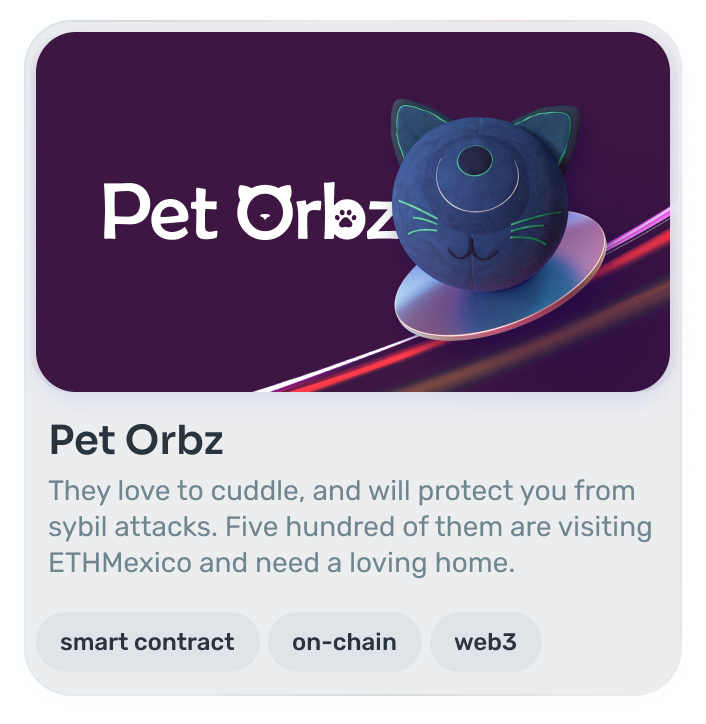 Pet Orbz
Pet Orbz
They love to cuddle, and will protect you from
sybil attacks. Five hundred of them are visiting
ETHMexico and need a loving home.
smart contract
on-chain
web3